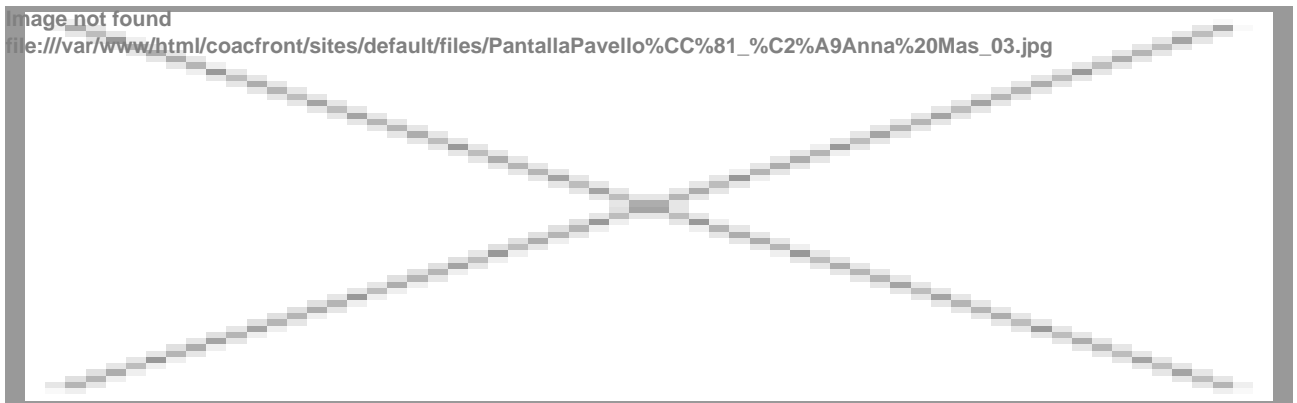 Image not found
file:///var/www/html/coacfront/sites/default/files/PantallaPavello%CC%81_%C2%A9Anna%20Mas_03.jpg